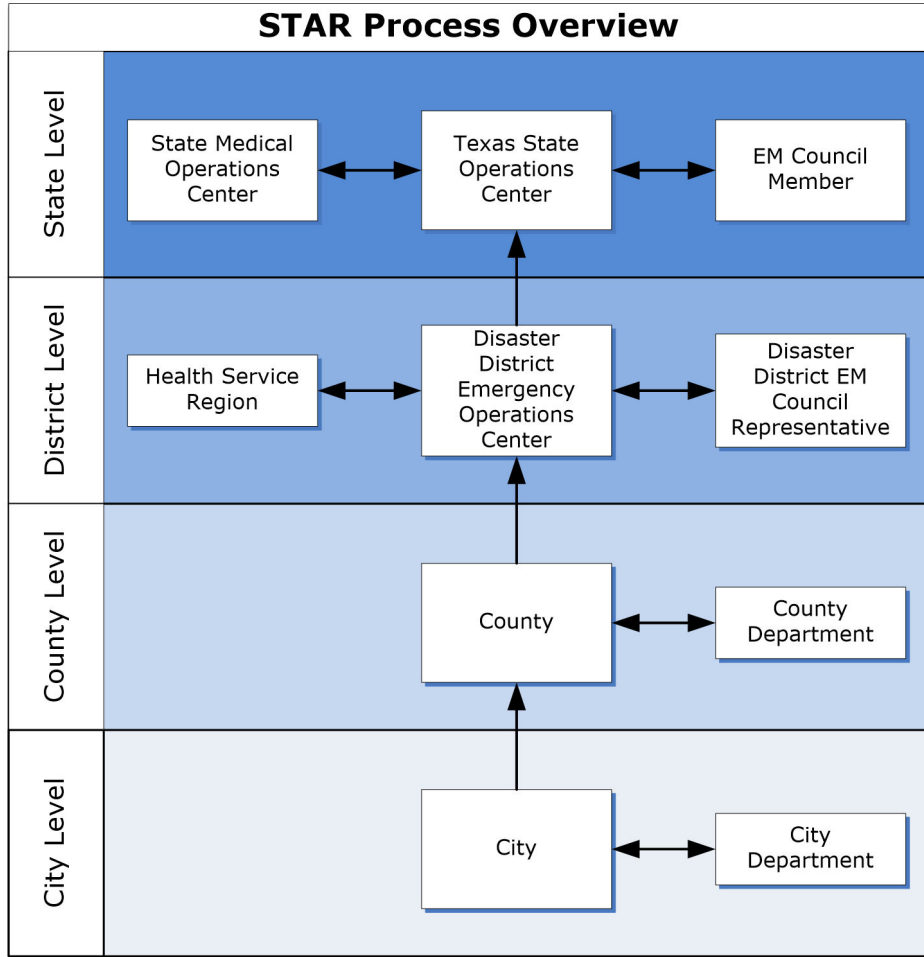 STAR Process Overview
State Level
State Medical
Operations
Center
Texas State
Operations
Center
EM Council
Member
District Level
Health Service
Region
Disaster
District
Emergency
Operations
Center
Disaster
District EM
Council
Representative
County Level
County
County
Department
City Level
City
City
Department